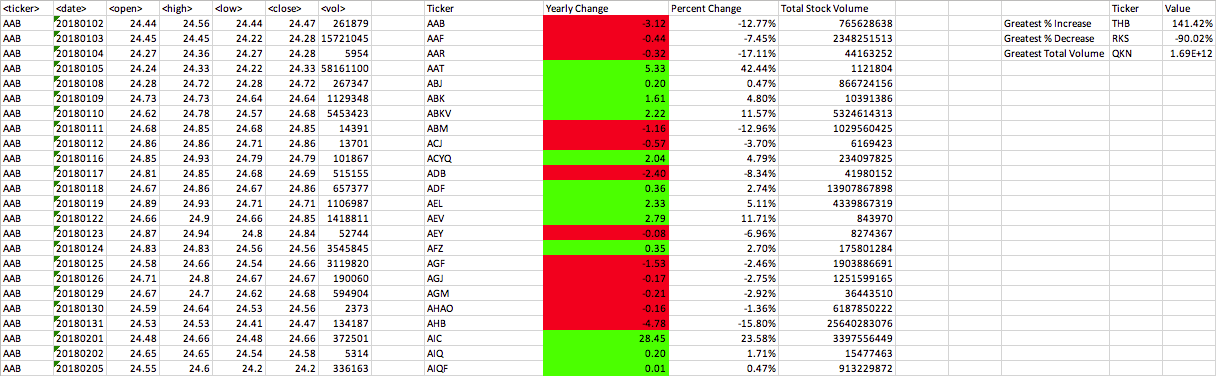 <ticker> <date> <open> <high> <low> <close> <vol> Ticker Yearly Change Percent Change Total Stock Volume Ticker Value
AAB 20180102 24.44 24.56 24.44 24.47 261879 AAB -3.12 -12.77% 765628638 Greatest % Increase THB 141.42%
AAB 20180103 24.45 24.45 24.22 24.28 15721045 AAF -0.44 -7.45% 2348251513 Greatest % Decrease RKS -90.02%
AAB 20180104 24.27 24.36 24.27 24.28 5954 AAR -0.32 -17.11% 44163252 Greatest Total Volume QKN 1.69E+12
AAB 20180105 24.24 24.33 24.22 24.33 58161100 AAT 5.33 42.44% 1121804
AAB 20180108 24.28 24.72 24.28 24.72 267347 ABJ 0.20 0.47% 866724156
AAB 20180109 24.73 24.73 24.64 24.64 1129348 ABK 1.61 4.80% 10391386
AAB 20180110 24.62 24.78 24.57 24.68 5453423 ABKV 2.22 11.57% 5324614313
AAB 20180111 24.68 24.85 24.68 24.85 14391 ABM -1.16 -12.96% 1029560425
AAB 20180112 24.86 24.86 24.71 24.86 13701 ACJ -0.57 -3.70% 6169423
AAB 20180116 24.85 24.93 24.79 24.79 101867 ACYQ 2.04 4.79% 234097825
AAB 20180117 24.81 24.85 24.68 24.69 515155 ADB -2.40 -8.34% 41980152
AAB 20180118 24.67 24.86 24.67 24.86 657377 ADF 0.36 2.74% 13907867898
AAB 20180119 24.89 24.93 24.71 24.71 1106987 AEL 2.33 5.11% 4339867319
AAB 20180122 24.66 24.9 24.66 24.85 1418811 AEV 2.79 11.71% 843970
AAB 20180123 24.87 24.94 24.8 24.84 52744 AEY -0.08 -6.96% 8274367
AAB 20180124 24.83 24.83 24.56 24.56 3545845 AFZ 0.35 2.70% 175801284
AAB 20180125 24.58 24.66 24.54 24.66 3119820 AGF -1.53 -2.46% 1903886691
AAB 20180126 24.71 24.8 24.67 24.67 190060 AGJ -0.17 -2.75% 1251599165
AAB 20180129 24.67 24.7 24.62 24.68 594904 AGM -0.21 -2.92% 36443510
AAB 20180130 24.59 24.64 24.53 24.56 2373 AHAO -0.16 -1.36% 6187850222
AAB 20180131 24.53 24.53 24.41 24.47 134187 AHB -4.78 -15.80% 25640283076
AAB 20180201 24.48 24.66 24.48 24.66 372501 AIC 28.45 23.58% 3397556449
AAB 20180202 24.65 24.65 24.54 24.58 5314 AIQ 0.20 1.71% 15477463
AAB 20180205 24.55 24.6 24.2 24.2 336163 AIQF 0.01 0.47% 913229872